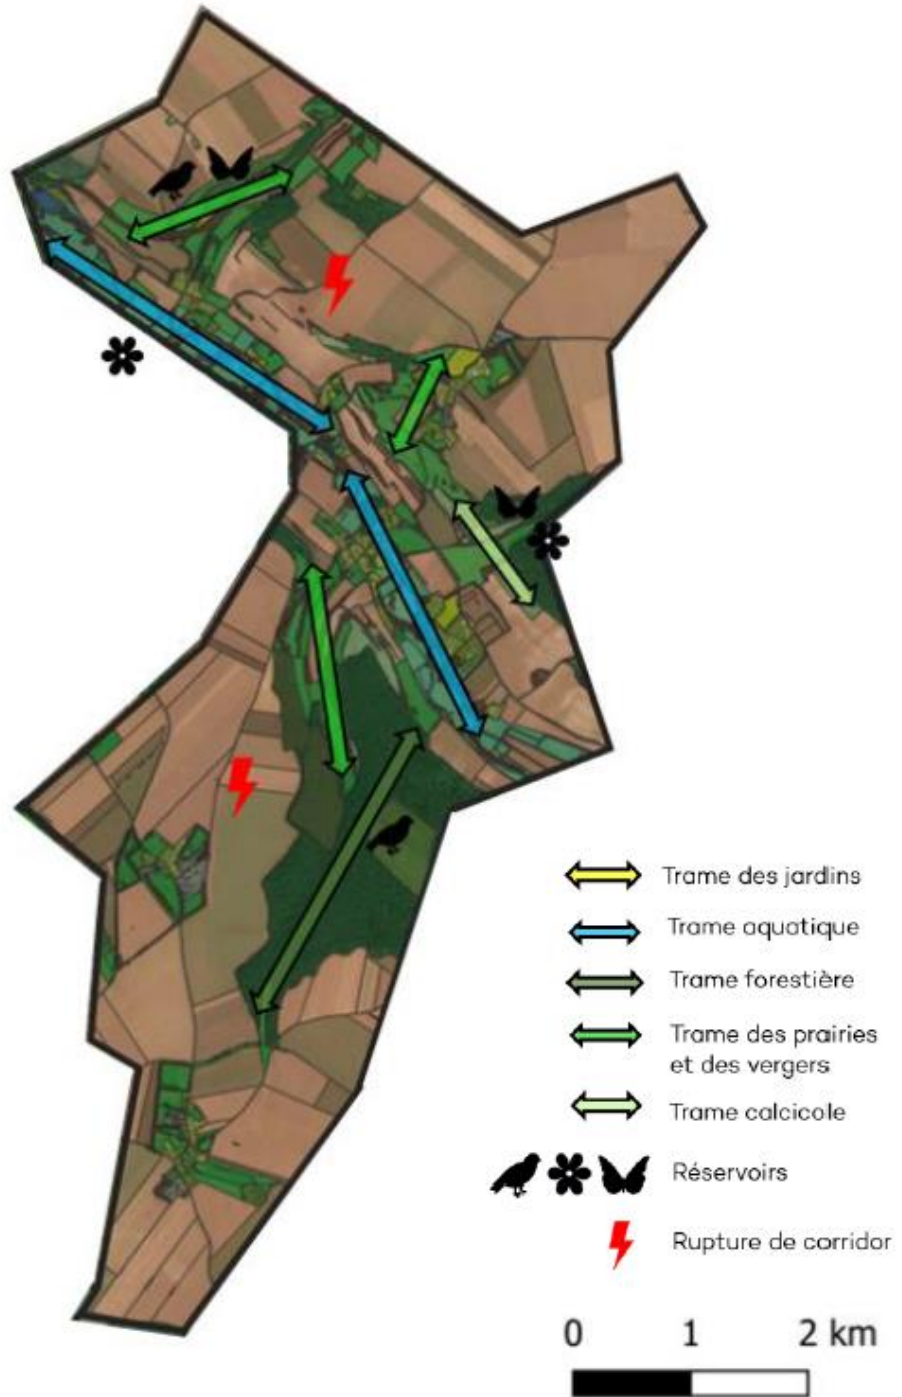 Trame des jardins
Trame aquatique
Trame forestière
Trame des prairies
et des vergers
Trame calcicole
Réservoirs
Rupture de corridor
0 1 2 km